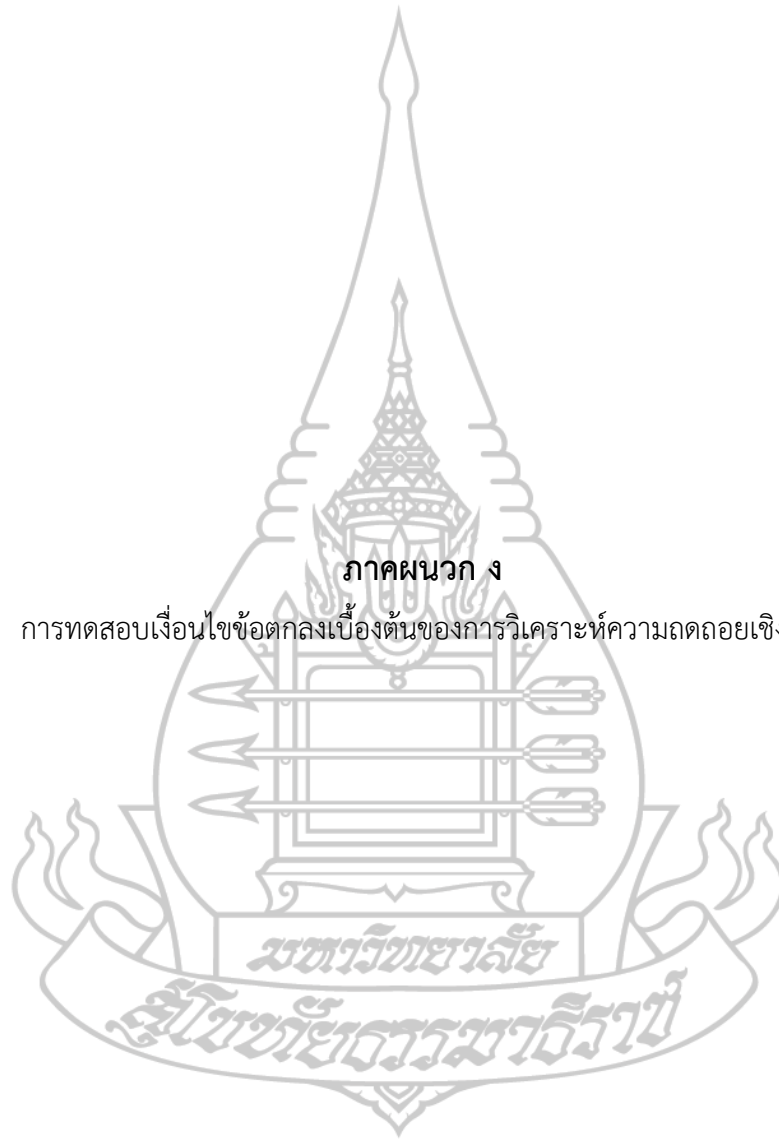 ภาคผนวก ง
การทดสอบเงื่อนไขข้อตกลงเบื้องต้นของการวิเคราะห์ความถดถอยเชิง
มหาวิทยาลัย
สุโขทัยธรรมาธิราช